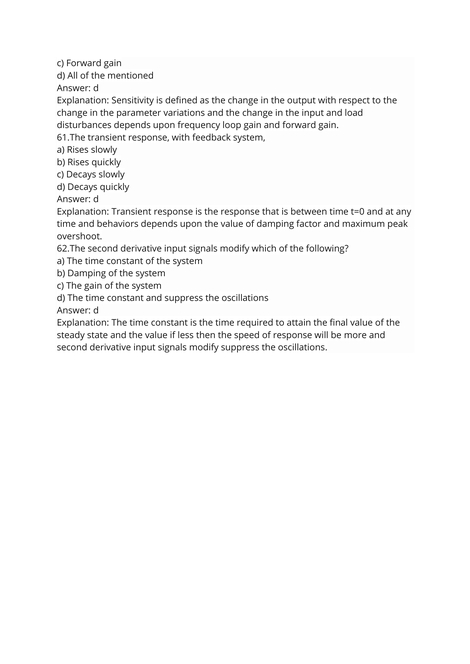 c) Forward gain
d) All of the mentioned
Answer: d
Explanation: Sensitivity is defined as the change in the output with respect to the
change in the parameter variations and the change in the input and load
disturbances depends upon frequency loop gain and forward gain.
61.The transient response, with feedback system,
a) Rises slowly
b) Rises quickly
c) Decays slowly
d) Decays quickly
Answer: d
Explanation: Transient response is the response that is between time t=0 and at any
time and behaviors depends upon the value of damping factor and maximum peak
overshoot.
62.The second derivative input signals modify which of the following?
a) The time constant of the system
b) Damping of the system
c) The gain of the system
d) The time constant and suppress the oscillations
Answer: d
Explanation: The time constant is the time required to attain the final value of the
steady state and the value if less then the speed of response will be more and
second derivative input signals modify suppress the oscillations.